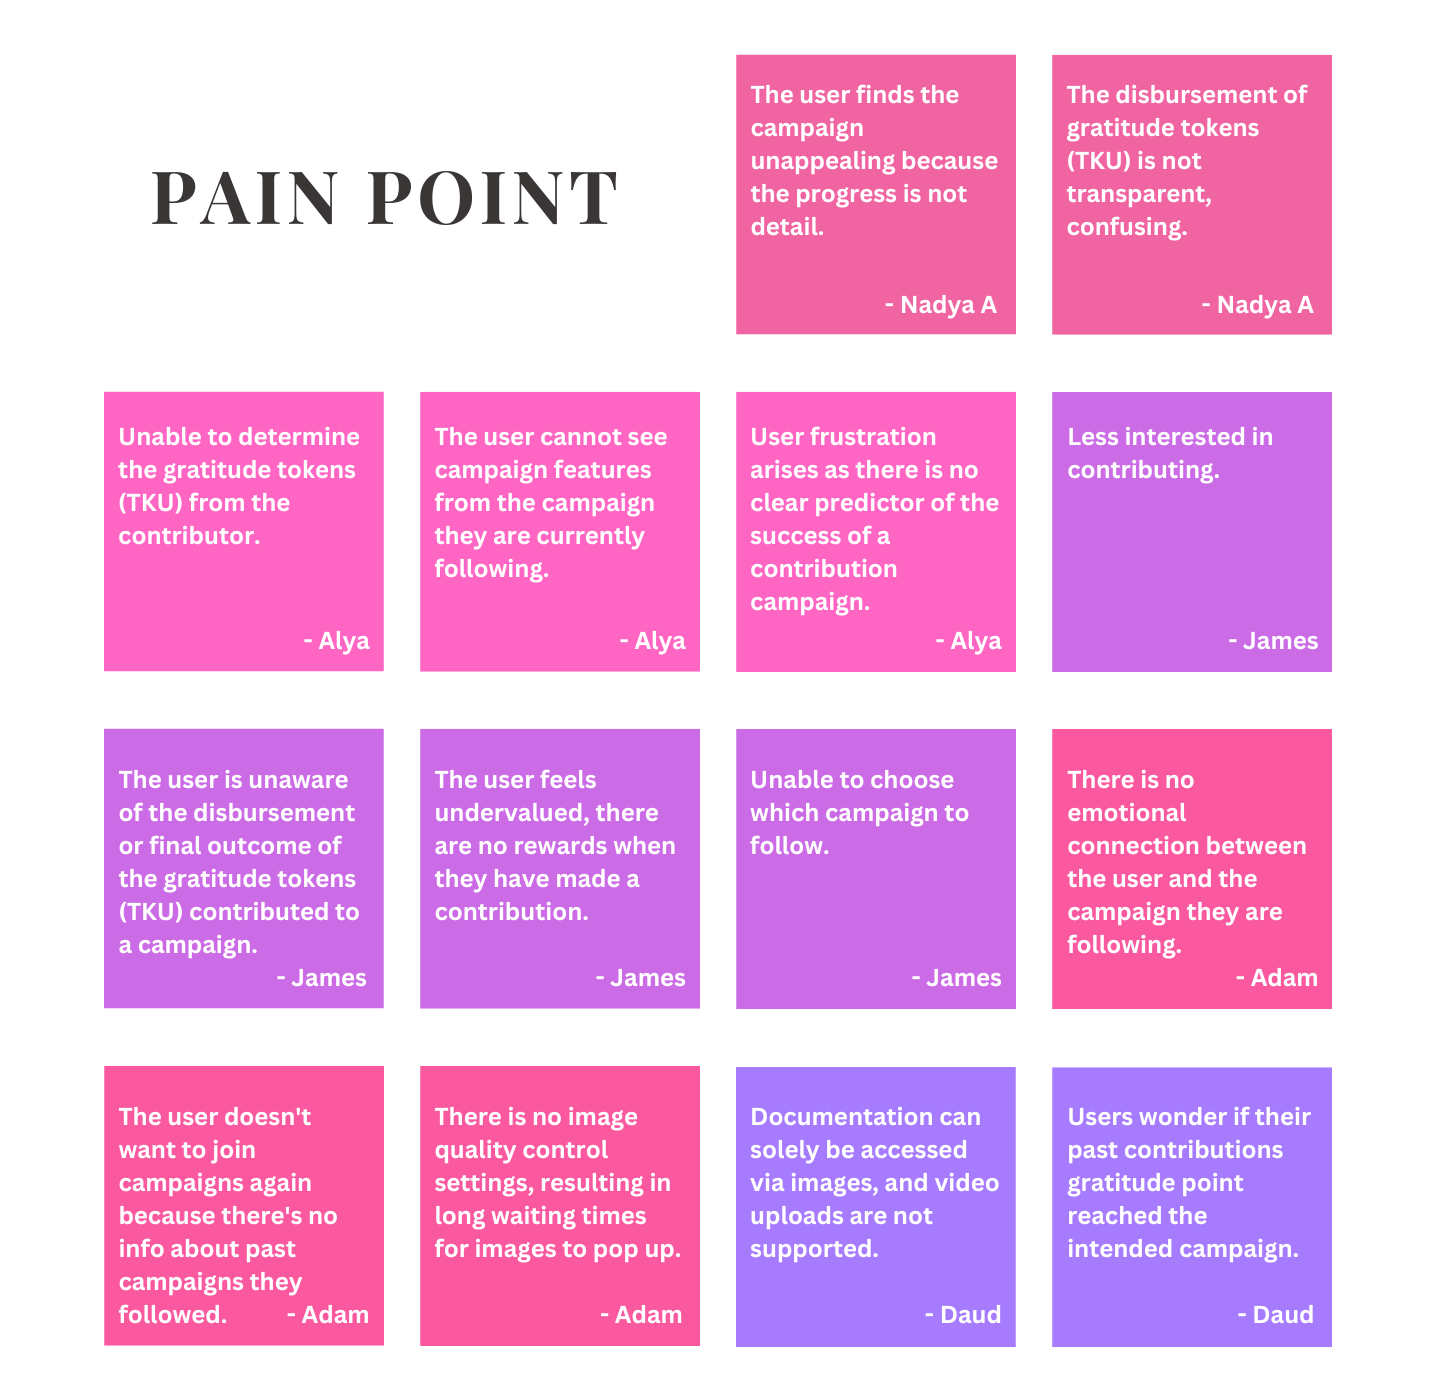 PAIN POINT
The user finds the
campaign
unappealing because
the progress is not
detail.
- Nadya A
The disbursement of
gratitude tokens
(TKU) is not
transparent,
confusing.
- Nadya A
Unable to determine
the gratitude tokens
(TKU) from the
contributor.
- Alya
The user cannot see
campaign features
from the campaign
they are currently
following.
- Alya
User frustration
arises as there is no
clear predictor of the
success of a
contribution
campaign.
- Alya
Less interested in
contributing.
- James
The user is unaware
of the disbursement
or final outcome of
the gratitude tokens
(TKU) contributed to
a campaign.
- James
The user feels
undervalued, there
are no rewards when
they have made a
contribution.
- James
Unable to choose
which campaign to
follow.
- James
There is no
emotional
connection between
the user and the
campaign they are
following.
- Adam
The user doesn't
want to join
campaigns again
because there's no
info about past
campaigns they
followed.
- Adam
There is no image
quality control
settings, resulting in
long waiting times
for images to pop up.
- Adam
Documentation can
solely be accessed
via images, and video
uploads are not
supported.
- Daud
Users wonder if their
past contributions
gratitude point
reached the
intended campaign.
- Daud